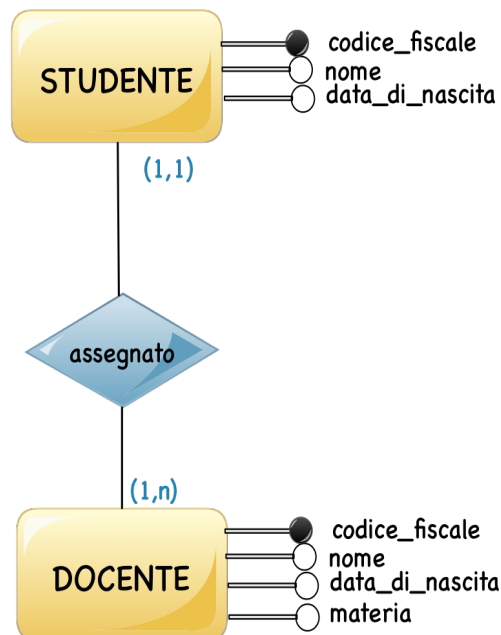 STUDENTE
codice_fiscale
nome
data_di_nascita
(1,1)
assegnato
(1,n)
DOCENTE
codice_fiscale
nome
data_di_nascita
materia